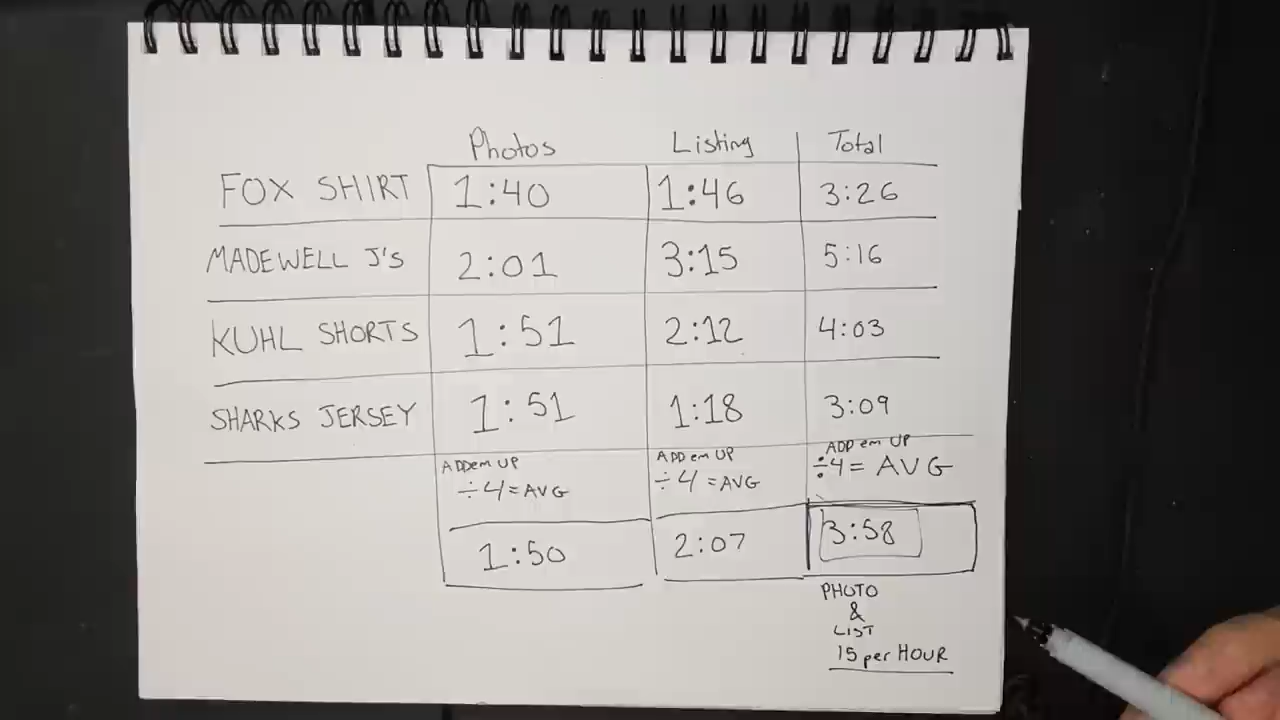 Photos Listing Total
FOX SHIRT 1:40 1:46 3:26
MADEWELL J's 2:01 3:15 5:16
KUHL SHORTS 1:51 2:12 4:03
SHARKS JERSEY 1:51 1:18 3:09
ADD em UP ADD em UP ADD em UP
÷4=AVG ÷4=AVG ÷4=AVG
1:50 2:07 3:58
PHOTO
&
LIST
15 per HOUR